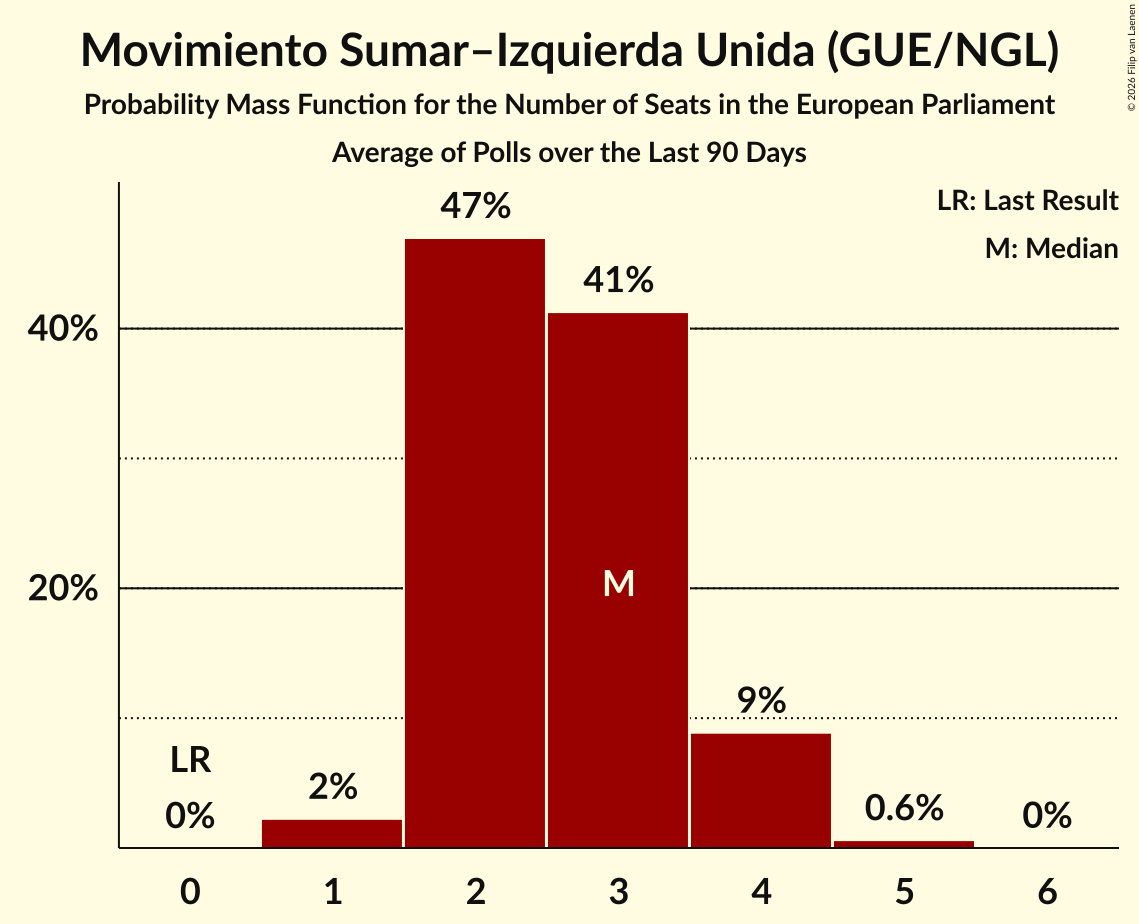 Movimiento Sumar–Izquierda Unida (GUE/NGL)
Probability Mass Function for the Number of Seats in the European Parliament
Average of Polls over the Last 90 Days
© 2026 Filip van Laenen
LR: Last Result
M: Median
47%
41%
40%
20%
M
9%
LR
0%
2%
0.6%
0%
0 1 2 3 4 5 6